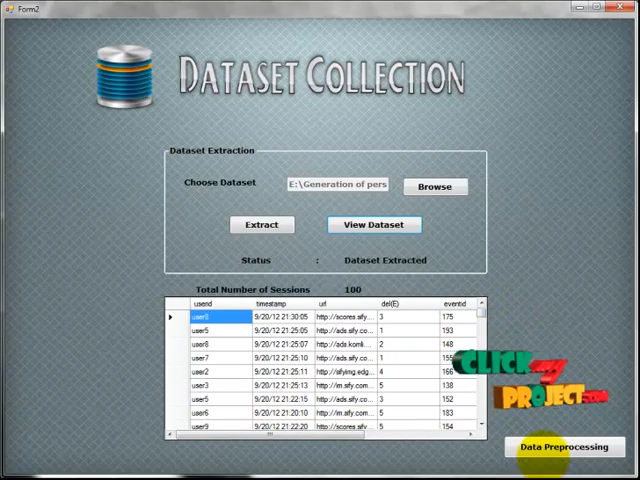 Form2
DATASET COLLECTION
Dataset Extraction
Choose Dataset E:\Generation of pers Browse
Extract View Dataset
Status : Dataset Extracted
Total Number of Sessions 100
userid timestamp url del(E) eventid
user8 9/20/12 21:30:05 http://scores.sify.... 3 175
user5 9/20/12 21:25:05 http://ads.sify.co... 1 193
user8 9/20/12 21:25:07 http://ads.komli.... 2 148
user7 9/20/12 21:25:10 http://ads.sify.co... 1 155
user2 9/20/12 21:25:11 http://sifyimg.edg... 4 166
user3 9/20/12 21:25:13 http://im.sify.com... 5 138
user5 9/20/12 21:22:15 http://ads.sify.co... 3 152
user6 9/20/12 21:20:10 http://im.sify.com... 5 183
user9 9/20/12 21:22:20 http://scores.sify... 5 154
CLICK my
PROJECT.COM
Data Preprocessing